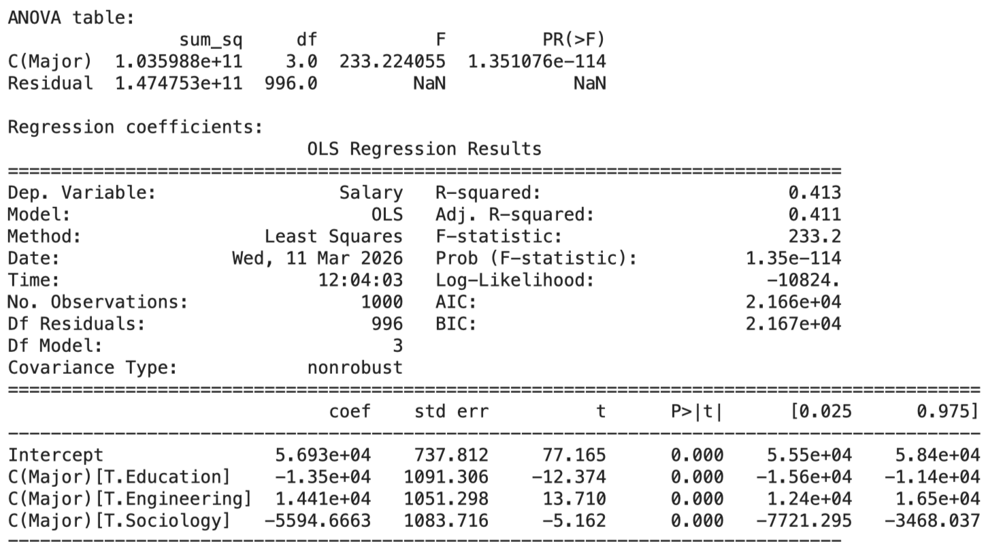 ANOVA table:
                sum_sq     df           F         PR(>F)
C(Major)  1.035988e+11    3.0  233.224055  1.351076e-114
Residual  1.474753e+11  996.0         NaN            NaN

Regression coefficients:
                            OLS Regression Results
==============================================================================
Dep. Variable:                 Salary   R-squared:                       0.413
Model:                            OLS   Adj. R-squared:                  0.411
Method:                 Least Squares   F-statistic:                     233.2
Date:                Wed, 11 Mar 2026   Prob (F-statistic):          1.35e-114
Time:                        12:04:03   Log-Likelihood:                -10824.
No. Observations:                1000   AIC:                         2.166e+04
Df Residuals:                     996   BIC:                         2.167e+04
Df Model:                           3
Covariance Type:            nonrobust
===========================================================================================
                              coef    std err          t      P>|t|      [0.025      0.975]
-------------------------------------------------------------------------------------------
Intercept                5.693e+04    737.812     77.165      0.000    5.55e+04    5.84e+04
C(Major)[T.Education]    -1.35e+04   1091.306    -12.374      0.000   -1.56e+04   -1.14e+04
C(Major)[T.Engineering]  1.441e+04   1051.298     13.710      0.000    1.24e+04    1.65e+04
C(Major)[T.Sociology]   -5594.6663   1083.716     -5.162      0.000   -7721.295   -3468.037
------------------------------------------------------------------------------